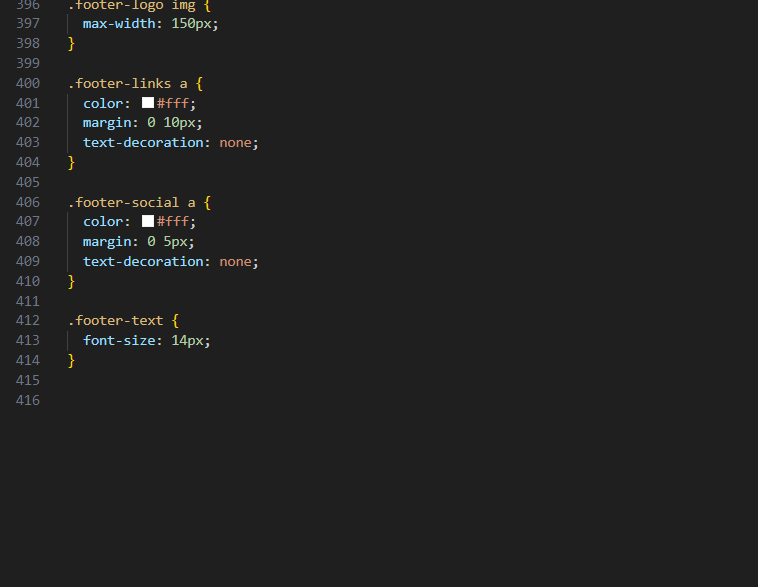 396 .footer-logo img {
397 max-width: 150px;
398 }
399
400 .footer-links a {
401 color: #fff;
402 margin: 0 10px;
403 text-decoration: none;
404 }
405
406 .footer-social a {
407 color: #fff;
408 margin: 0 5px;
409 text-decoration: none;
410 }
411
412 .footer-text {
413 font-size: 14px;
414 }
415
416